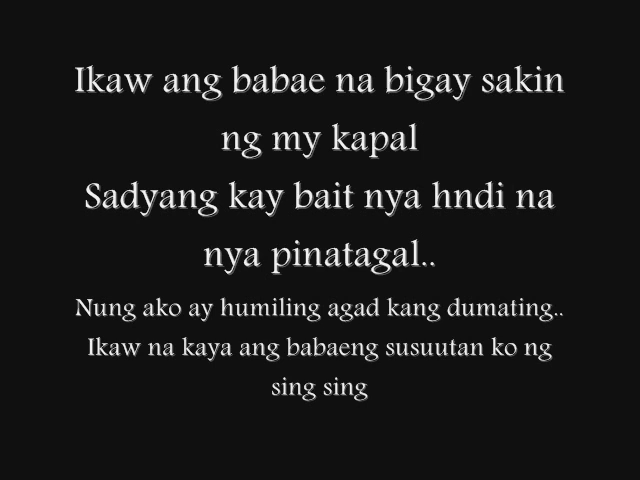 Ikaw ang babae na bigay sakin
ng my kapal
Sadyang kay bait nya hndi na
nya pinatagal..
Nung ako ay humiling agad kang dumating..
Ikaw na kaya ang babaeng susuutan ko ng
sing sing